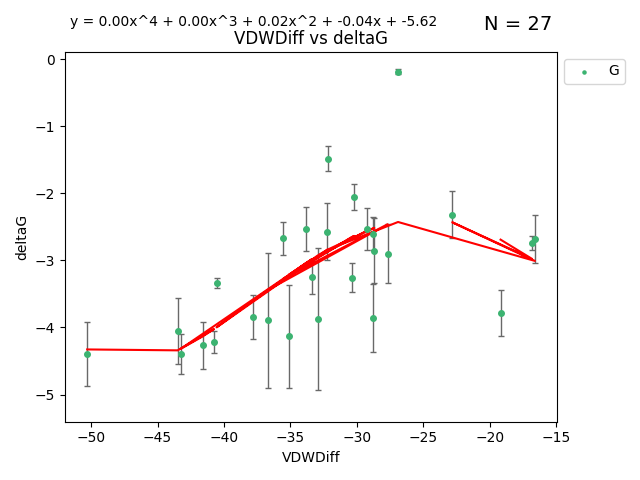 y = 0.00x^4 + 0.00x^3 + 0.02x^2 + -0.04x + -5.62
N = 27
VDWDiff vs deltaG
G
0
−1
−2
−3
−4
−5
deltaG
−50 −45 −40 −35 −30 −25 −20 −15
VDWDiff